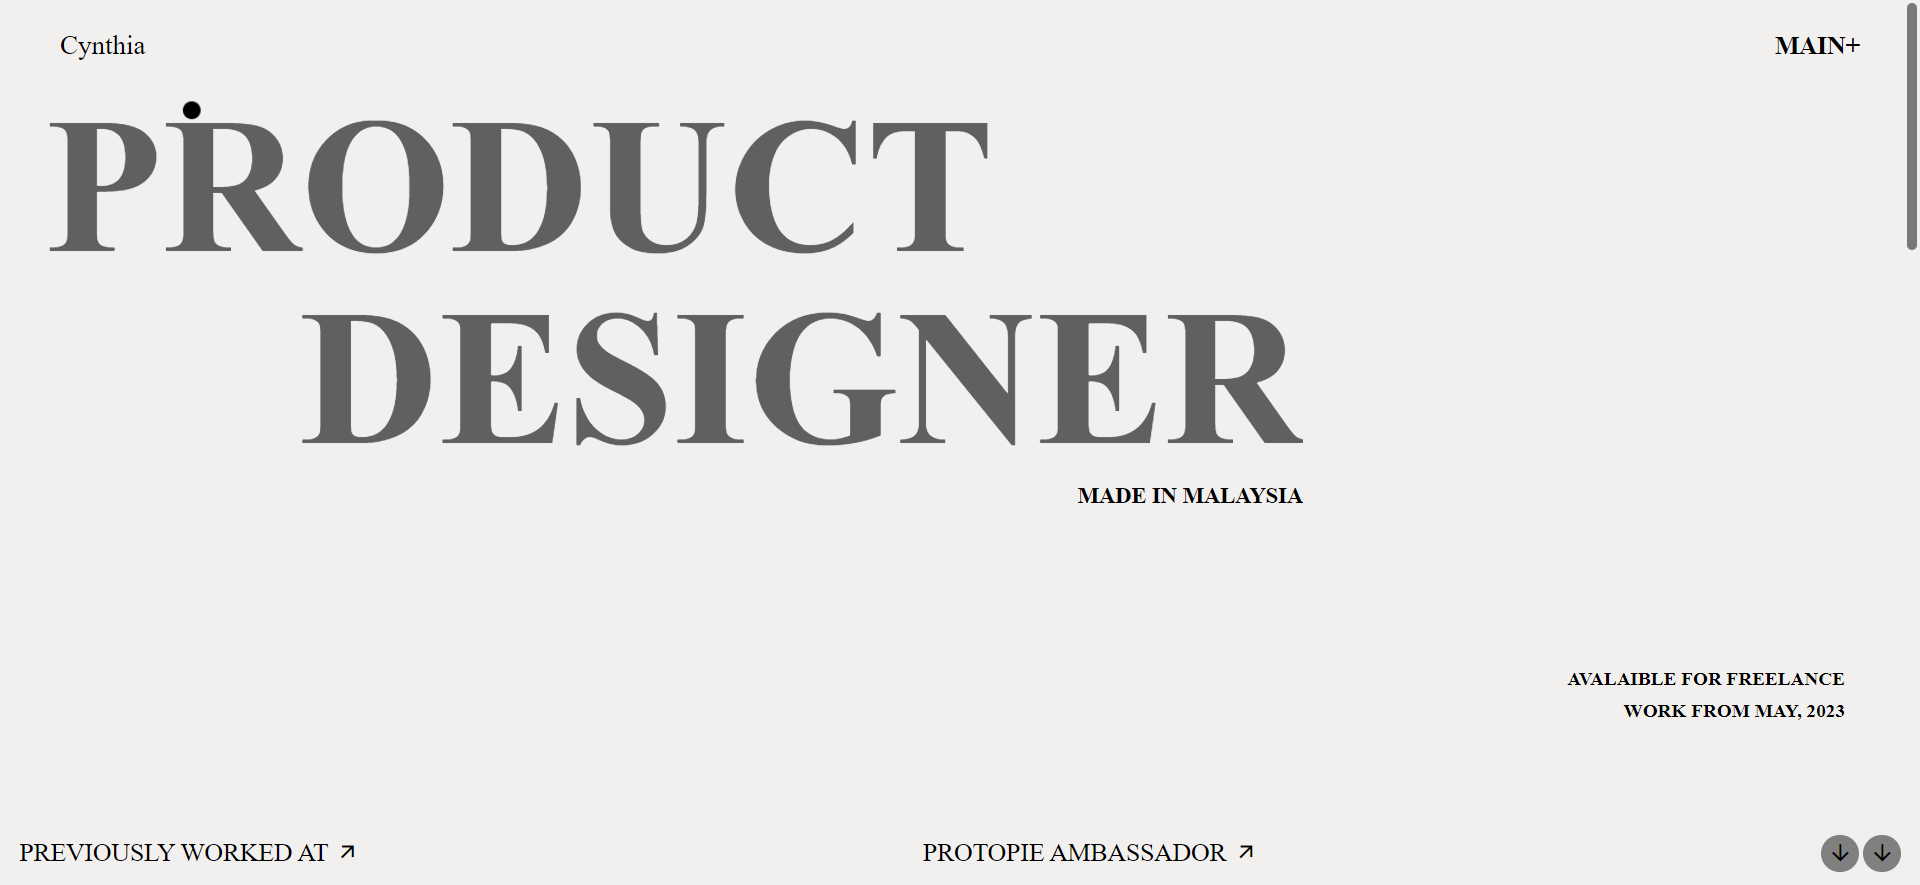 Cynthia
MAIN+
PRODUCT
DESIGNER
MADE IN MALAYSIA
AVALAIBLE FOR FREELANCE
WORK FROM MAY, 2023
PREVIOUSLY WORKED AT
PROTOPIE AMBASSADOR